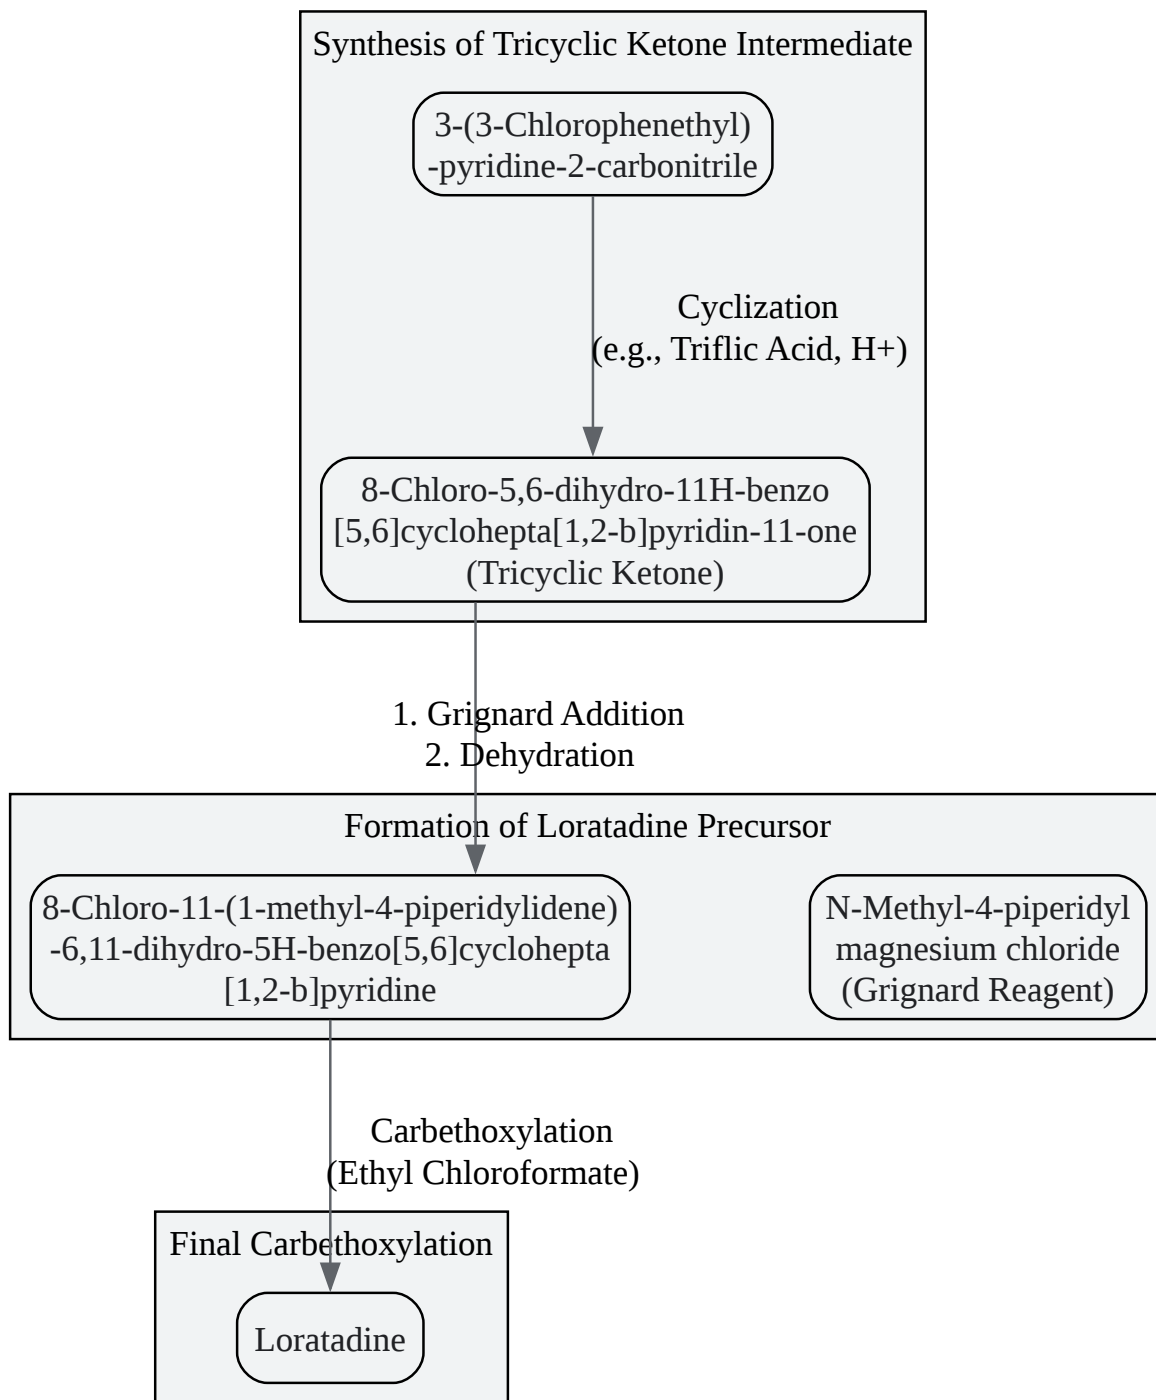 Synthesis of Tricyclic Ketone Intermediate
3-(3-Chlorophenethyl)
-pyridine-2-carbonitrile
Cyclization
(e.g., Triflic Acid, H+)
8-Chloro-5,6-dihydro-11H-benzo
[5,6]cyclohepta[1,2-b]pyridin-11-one
(Tricyclic Ketone)
1. Grignard Addition
2. Dehydration
Formation of Loratadine Precursor
8-Chloro-11-(1-methyl-4-piperidylidene)
-6,11-dihydro-5H-benzo[5,6]cyclohepta
[1,2-b]pyridine
N-Methyl-4-piperidyl
magnesium chloride
(Grignard Reagent)
Carbethoxylation
(Ethyl Chloroformate)
Final Carbethoxylation
Loratadine